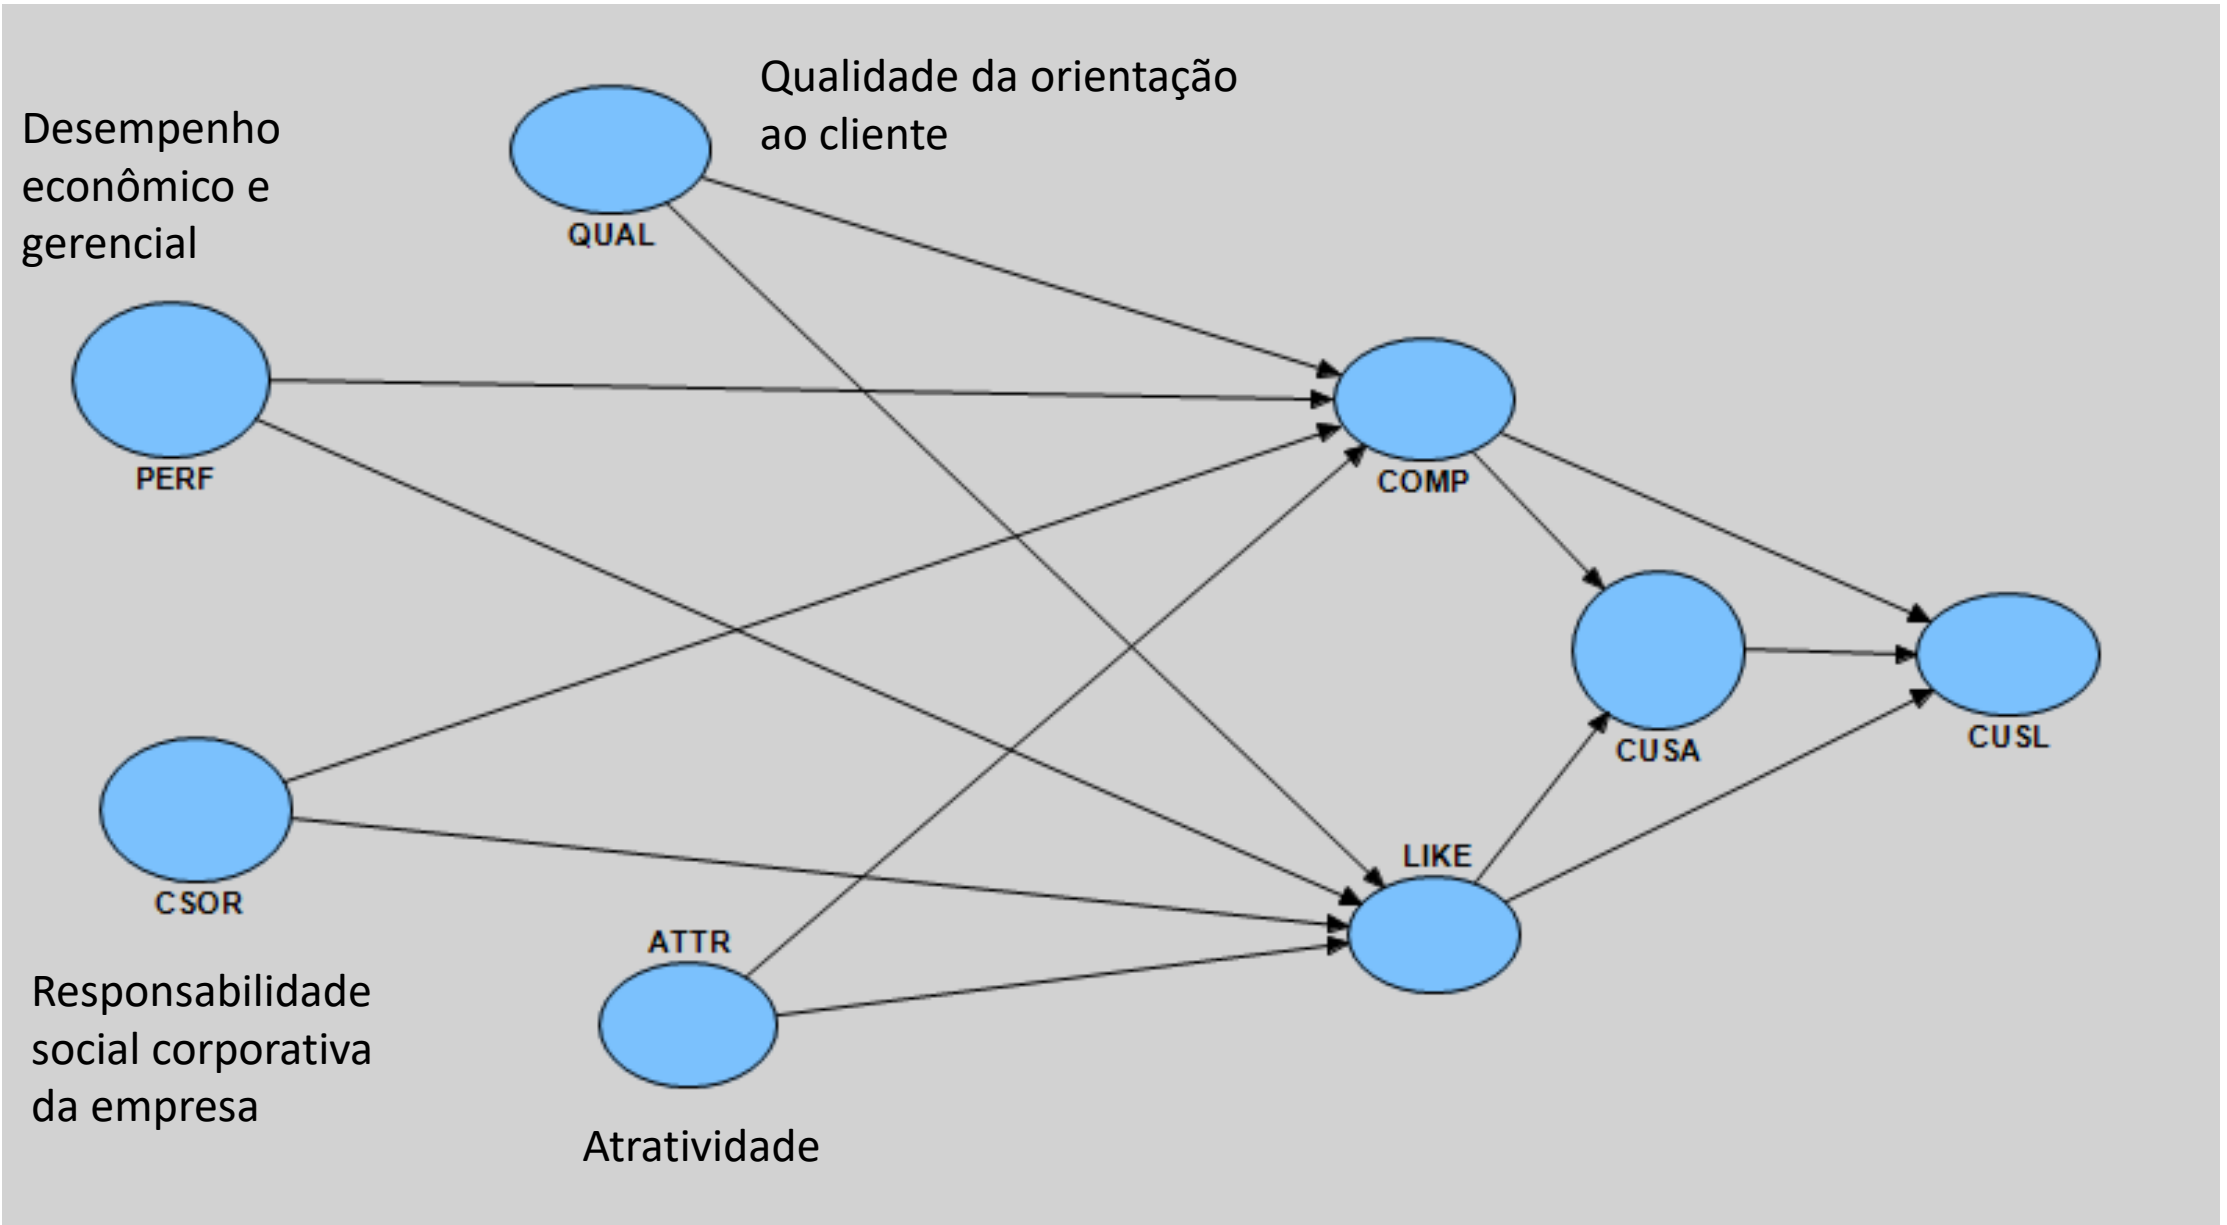 Qualidade da orientação
ao cliente
Desempenho
econômico e
gerencial
QUAL
PERF
COMP
CUSA
CUSL
LIKE
CSOR
ATTR
Responsabilidade
social corporativa
da empresa
Atratividade